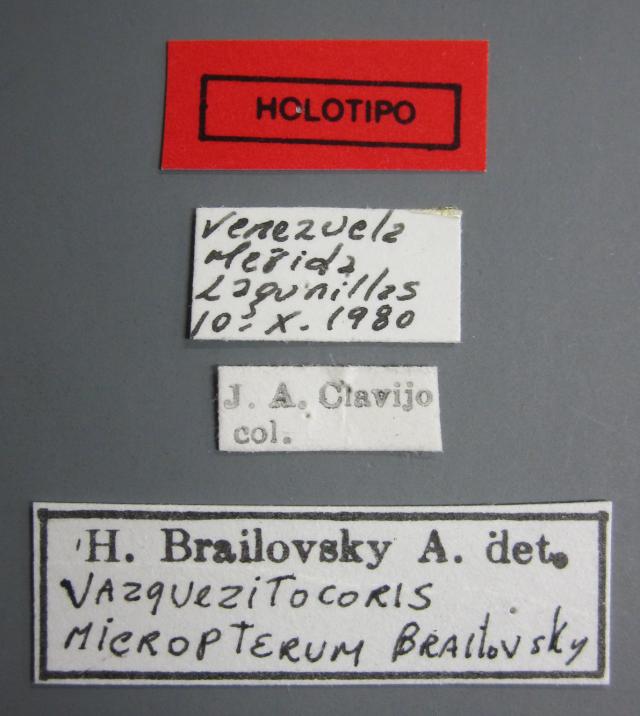 HOLOTIPO
Venezuela
Merida
Lagunillas
10-X. 1980
J. A. Clavijo
col.
H. Brailovsky A. det.
VAZQUEZITOCORIS
MICROPTERUM BRAILOVSKY